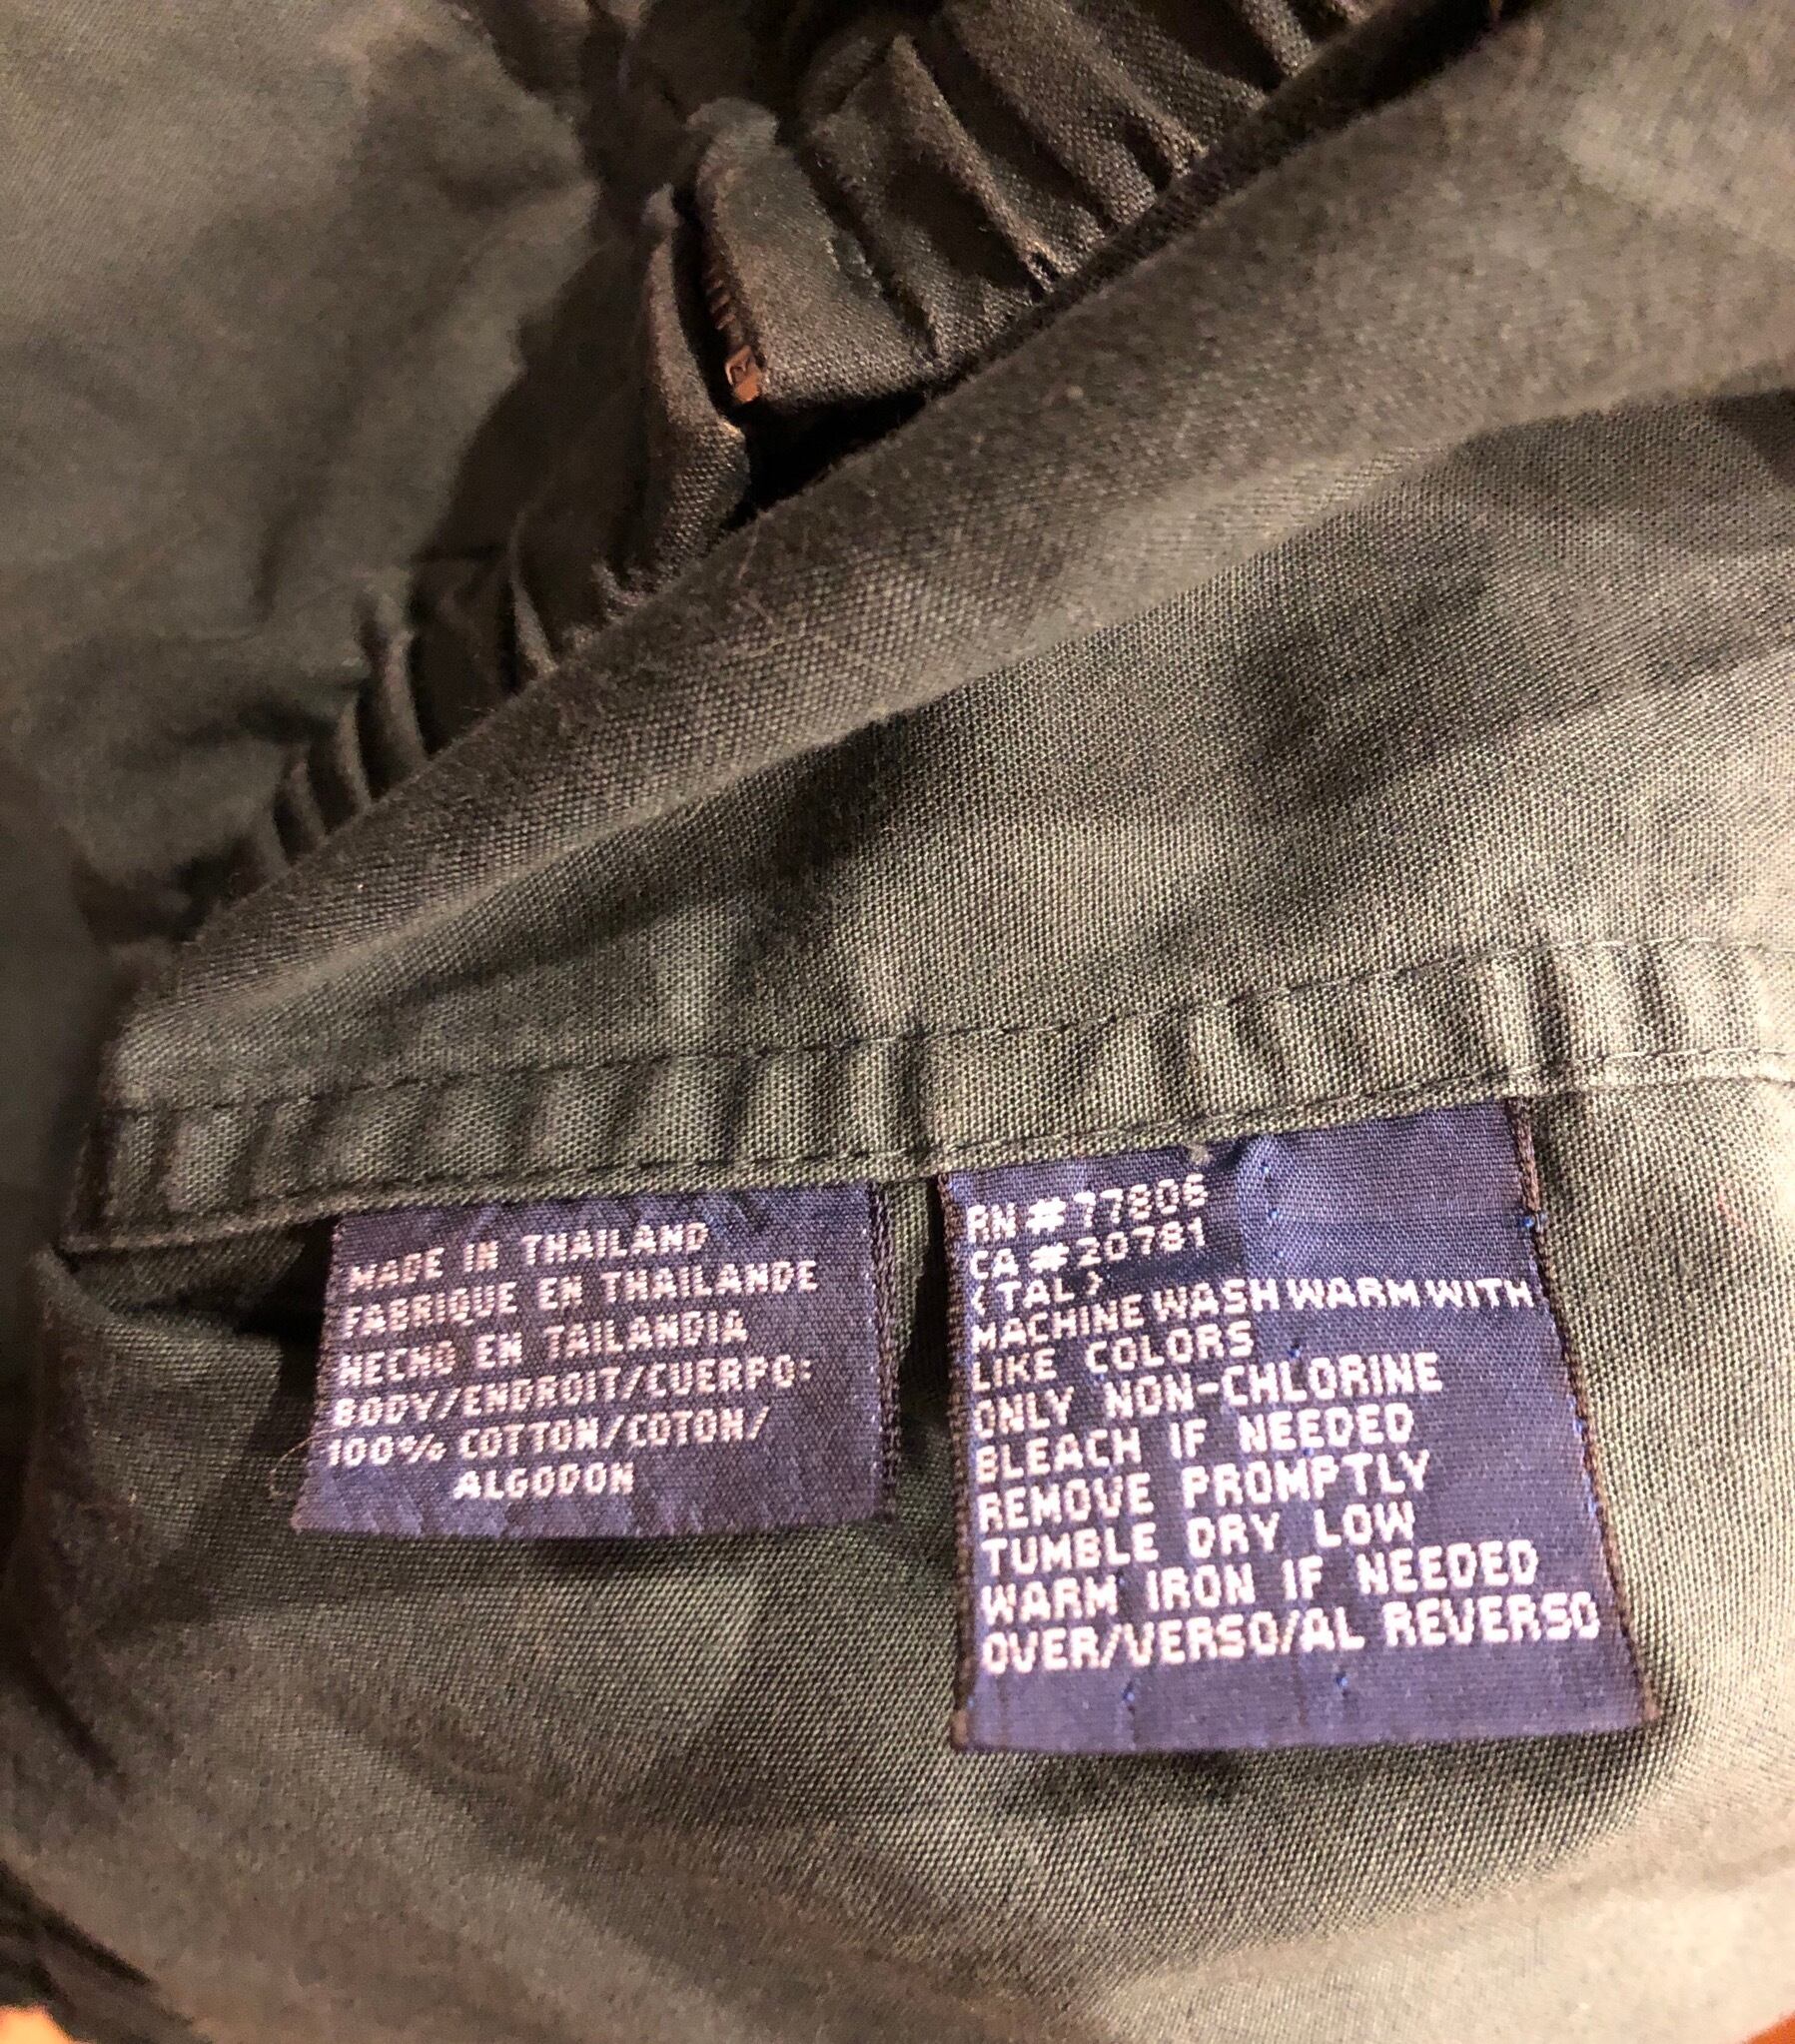 MADE IN THAILAND
FABRIQUE EN THAILANDE
HECHO EN TAILANDIA
BODY/ENDROIT/CUERPO:
100% COTTON/COTON/
ALGODON
RN # 77806
CA # 20781
(TAL)
MACHINE WASH WARM WITH
LIKE COLORS
ONLY NON-CHLORINE
BLEACH IF NEEDED
REMOVE PROMPTLY
TUMBLE DRY LOW
WARM IRON IF NEEDED
OVER/VERSO/AL REVERSO